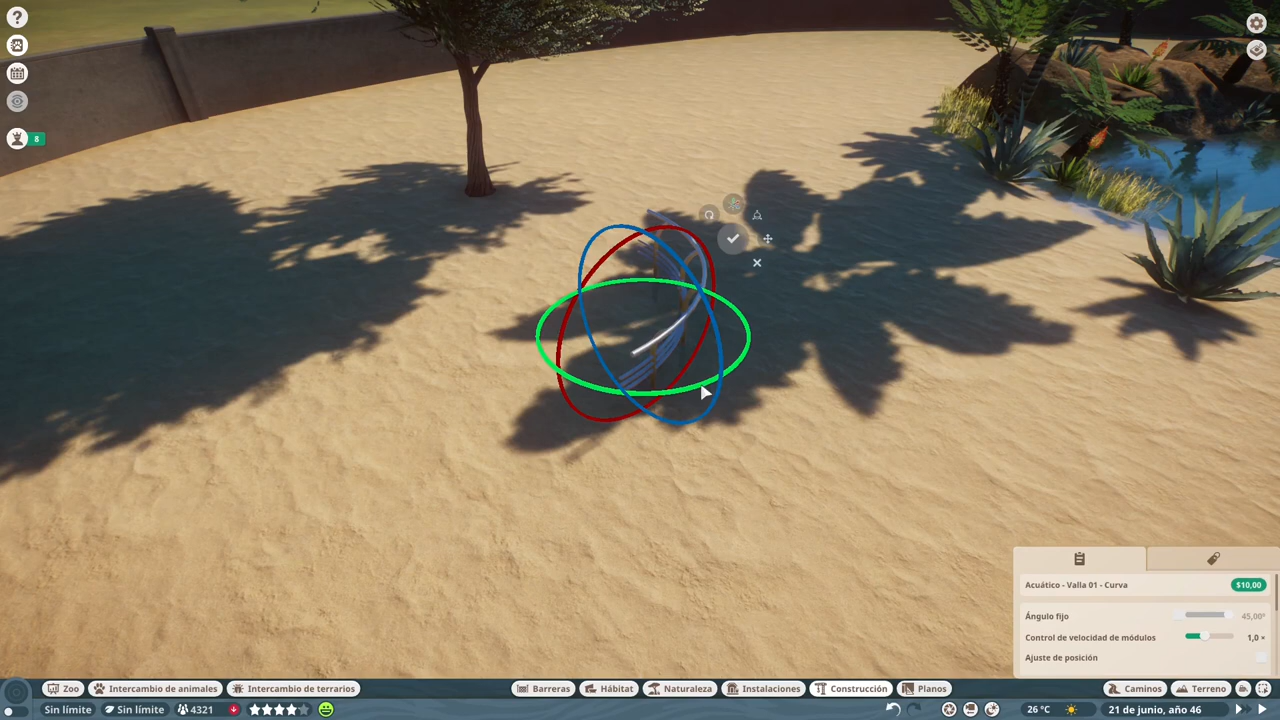 ?
8
Acuático - Valla 01 - Curva $10,00
Ángulo fijo 45,00°
Control de velocidad de módulos 1,0 ×
Ajuste de posición
Zoo Intercambio de animales Intercambio de terrarios Barreras Hábitat Naturaleza Instalaciones Construcción Planos Caminos Terreno
Sin límite Sin límite 4321 26 °C 21 de junio, año 46